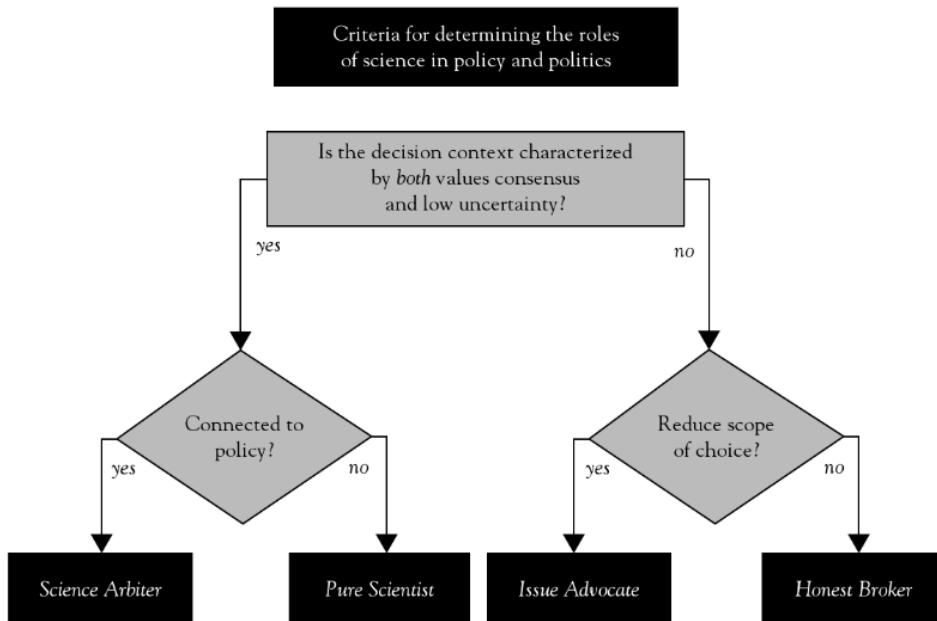 Criteria for determining the roles
of science in policy and politics
Is the decision context characterized
by both values consensus
and low uncertainty?
yes
no
Connected to
policy?
yes
no
Reduce scope
of choice?
yes
no
Science Arbiter
Pure Scientist
Issue Advocate
Honest Broker